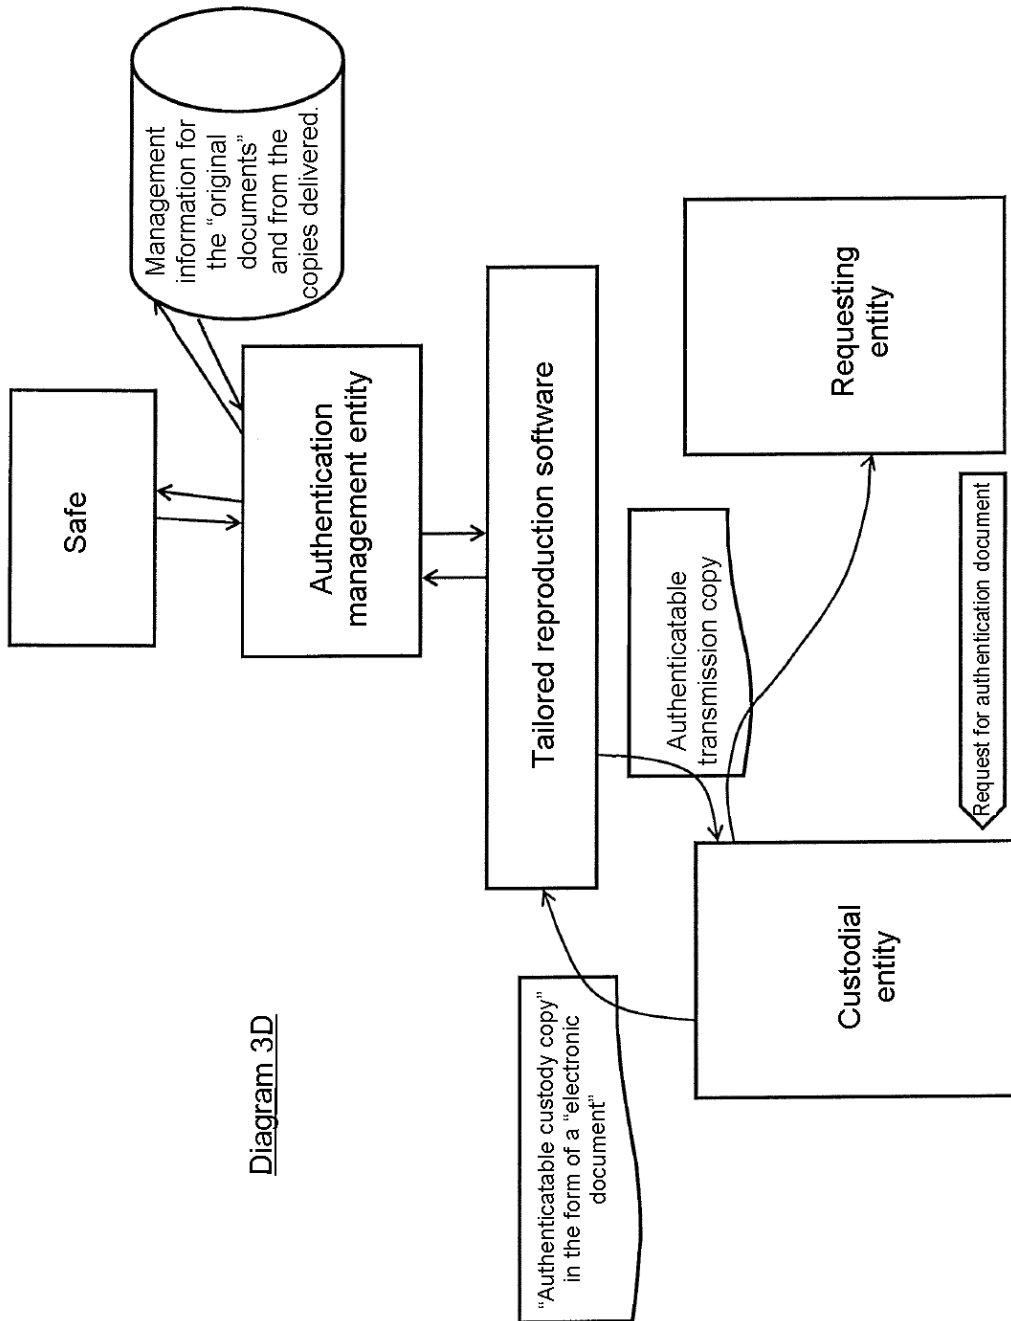 Diagram 3D
Safe
Authentication
management entity
Management
information for
the “original
documents”
and from the
copies delivered.
Tailored reproduction software
“Authenticatable custody copy”
in the form of a “electronic
document”
Authenticatable
transmission copy
Custodial
entity
Request for authentication document
Requesting
entity